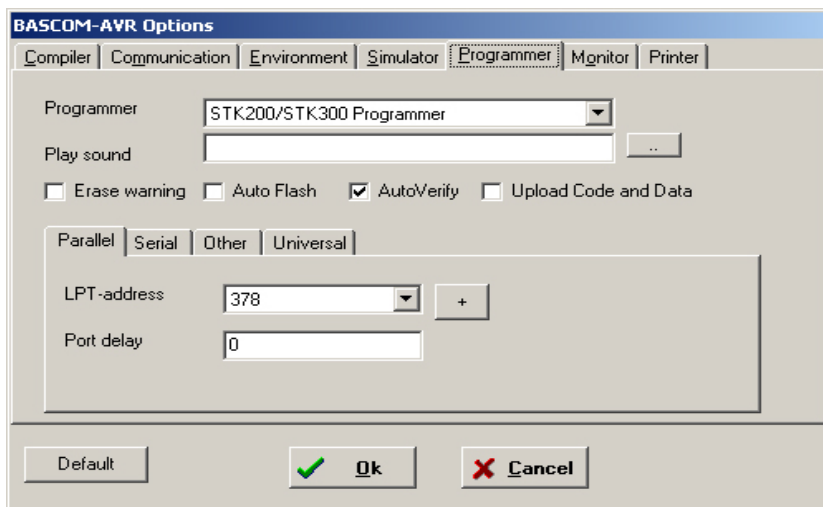 BASCOM-AVR Options
Compiler Communication Environment Simulator Programmer Monitor Printer
Programmer STK200/STK300 Programmer
Play sound ..
Erase warning Auto Flash AutoVerify Upload Code and Data
Parallel Serial Other Universal
LPT-address 378 +
Port delay 0
Default Ok Cancel